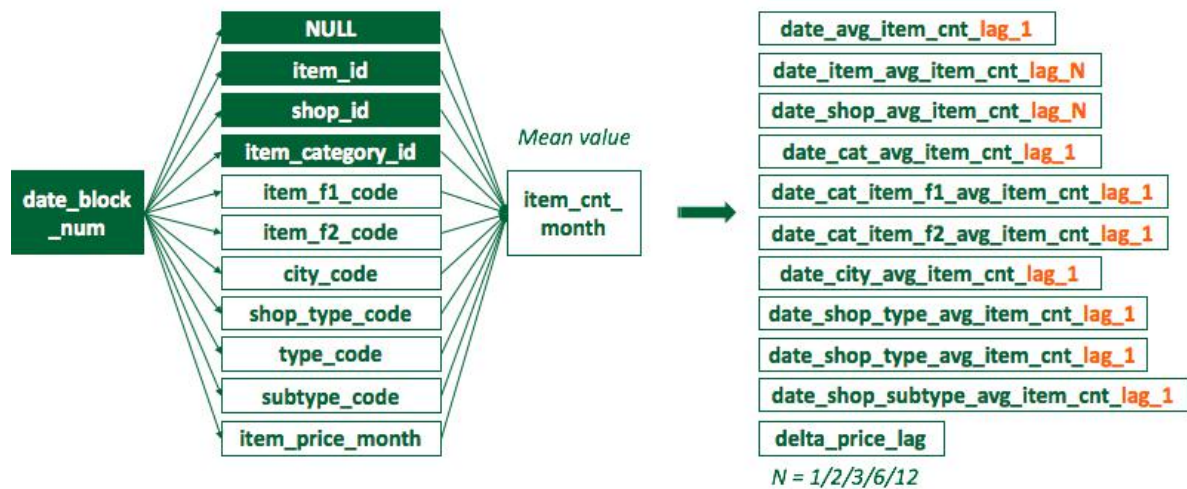 date_block
_num
NULL
item_id
shop_id
item_category_id
item_f1_code
item_f2_code
city_code
shop_type_code
type_code
subtype_code
item_price_month
Mean value
item_cnt_
month
date_avg_item_cnt_lag_1
date_item_avg_item_cnt_lag_N
date_shop_avg_item_cnt_lag_N
date_cat_avg_item_cnt_lag_1
date_cat_item_f1_avg_item_cnt_lag_1
date_cat_item_f2_avg_item_cnt_lag_1
date_city_avg_item_cnt_lag_1
date_shop_type_avg_item_cnt_lag_1
date_shop_type_avg_item_cnt_lag_1
date_shop_subtype_avg_item_cnt_lag_1
delta_price_lag
N = 1/2/3/6/12